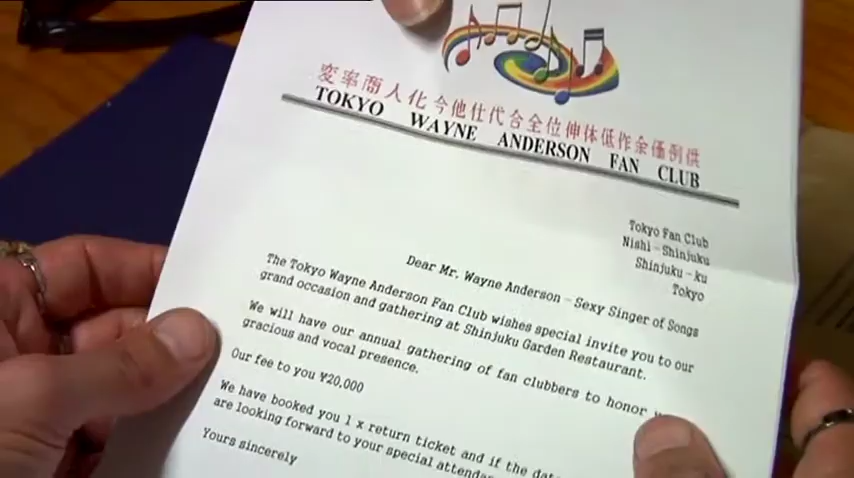 変率商人化今他仕代合全位伸体低作余価例供
TOKYO WAYNE ANDERSON FAN CLUB
Tokyo Fan Club
Nishi-Shinjuku
Shinjuku-ku
Tokyo
Dear Mr. Wayne Anderson - Sexy Singer of Songs
The Tokyo Wayne Anderson Fan Club wishes special invite you to our
grand occasion and gathering at Shinjuku Garden Restaurant.
We will have our annual gathering of fan clubbers to honor
gracious and vocal presence.
Our fee to you ¥20,000
We have booked you 1 x return ticket and if the
are looking forward to your special
Yours sincerely